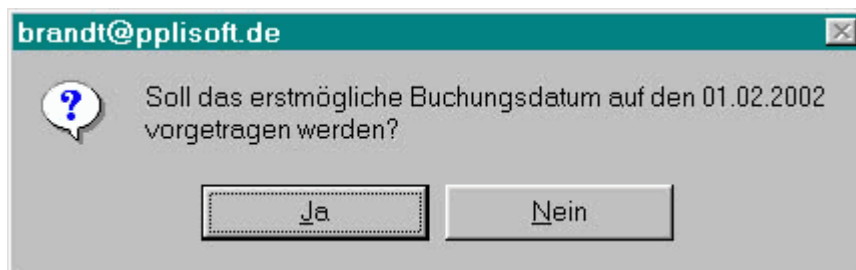 brandt@pplisoft.de
Soll das erstmögliche Buchungsdatum auf den 01.02.2002
vorgetragen werden?
Ja
Nein